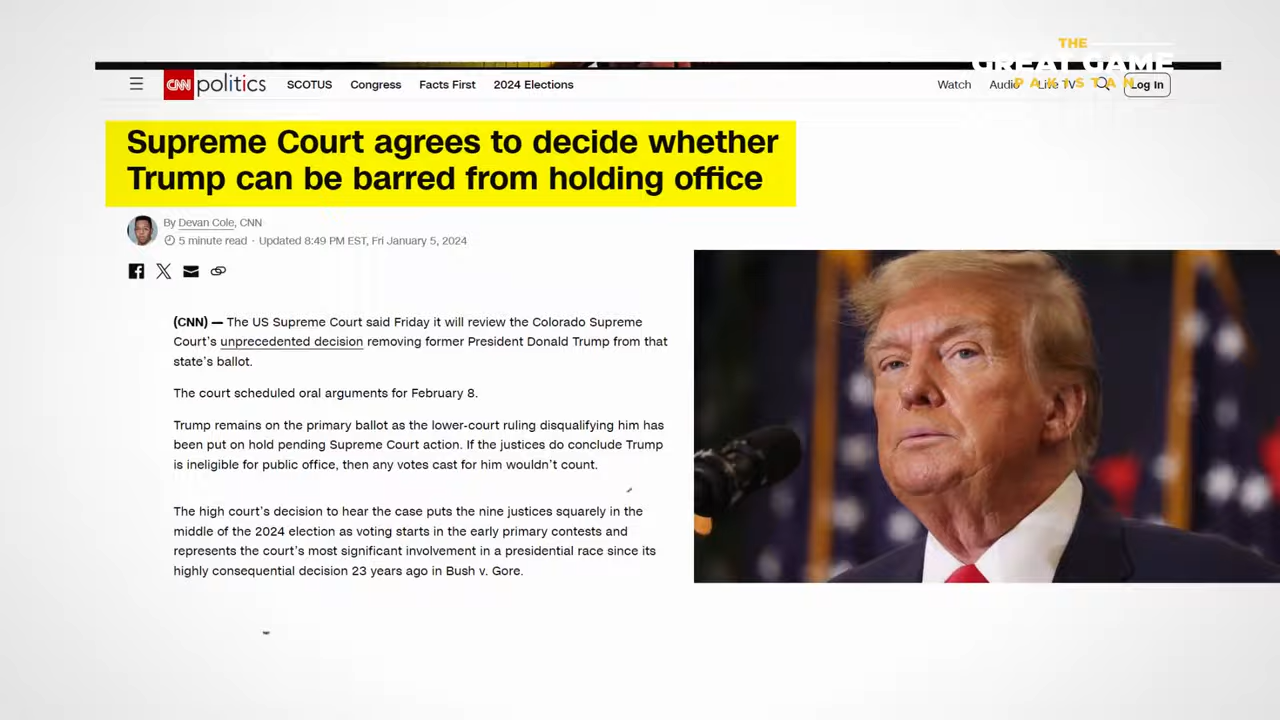 THE
GREAT GAME
PAKISTAN
CNN politics SCOTUS Congress Facts First 2024 Elections Watch Audio Live TV Log In
Supreme Court agrees to decide whether
Trump can be barred from holding office
By Devan Cole, CNN
5 minute read · Updated 8:49 PM EST, Fri January 5, 2024
(CNN) — The US Supreme Court said Friday it will review the Colorado Supreme
Court's unprecedented decision removing former President Donald Trump from that
state's ballot.
The court scheduled oral arguments for February 8.
Trump remains on the primary ballot as the lower-court ruling disqualifying him has
been put on hold pending Supreme Court action. If the justices do conclude Trump
is ineligible for public office, then any votes cast for him wouldn't count.
The high court's decision to hear the case puts the nine justices squarely in the
middle of the 2024 election as voting starts in the early primary contests and
represents the court's most significant involvement in a presidential race since its
highly consequential decision 23 years ago in Bush v. Gore.